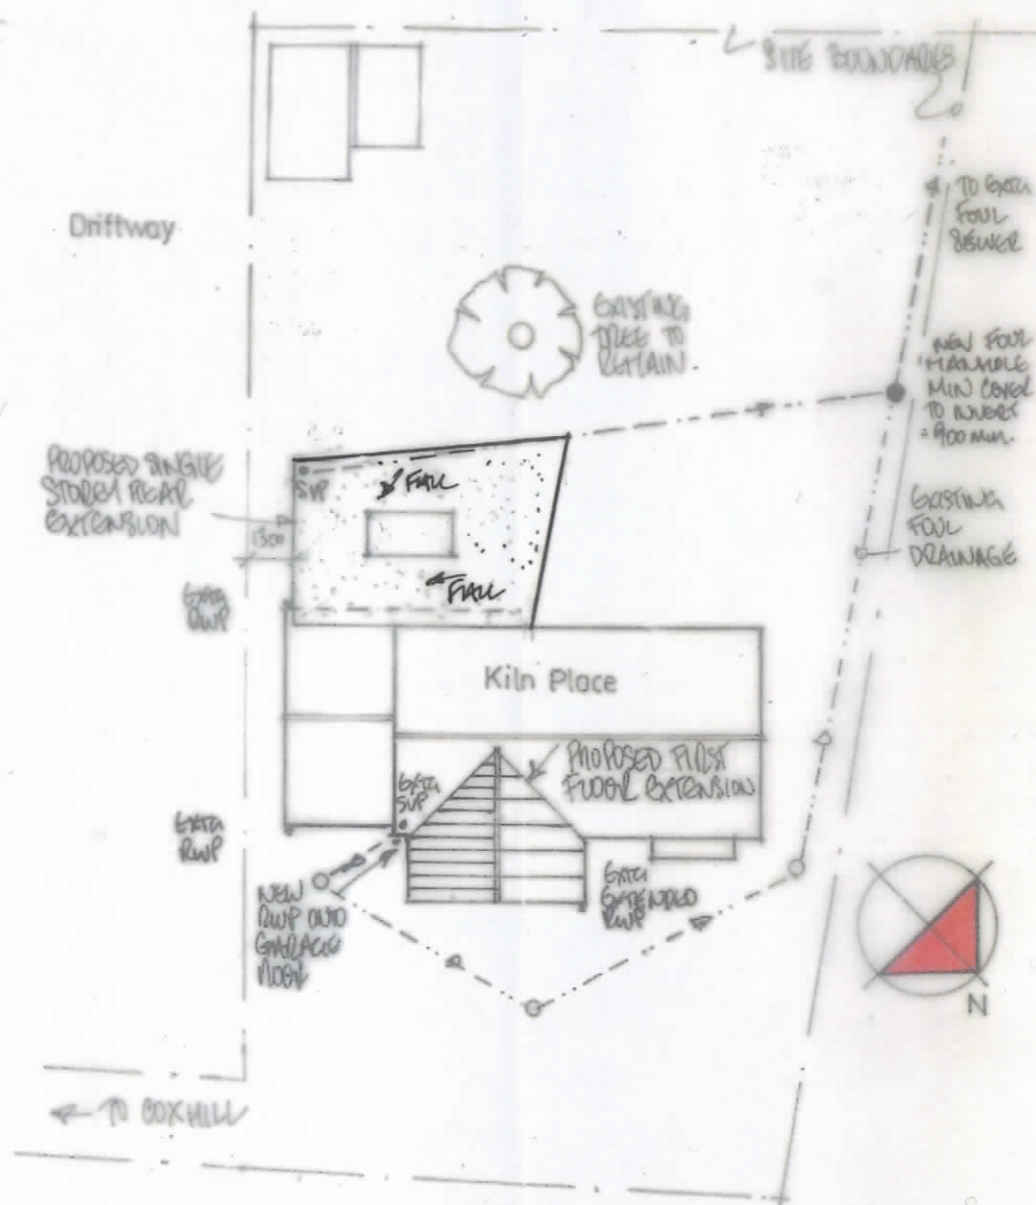 SITE BOUNDARIES
Driftway
TO EXTG
FOUL
SEWER
EXISTING
TREE TO
RETAIN.
NEW FOUL
MANHOLE
MIN COVER
TO INVERT
= 900mm.
PROPOSED SINGLE
STOREY REAR
EXTENSION
SVP
FALL
1300
FALL
EXISTING
FOUL
DRAINAGE
EXTG
RWP
Kiln Place
PROPOSED FIRST
FLOOR EXTENSION
EXTG
SVP
EXTG
RWP
NEW
RWP ONTO
GARAGE
ROOF
EXTG
EXTENDED
RWP
N
← TO COXHILL